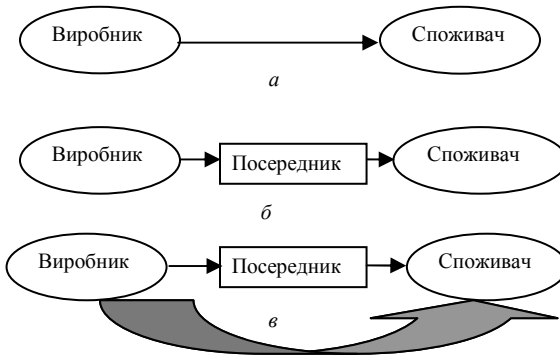 Виробник Споживач
а
Виробник Посередник Споживач
б
Виробник Посередник Споживач
в